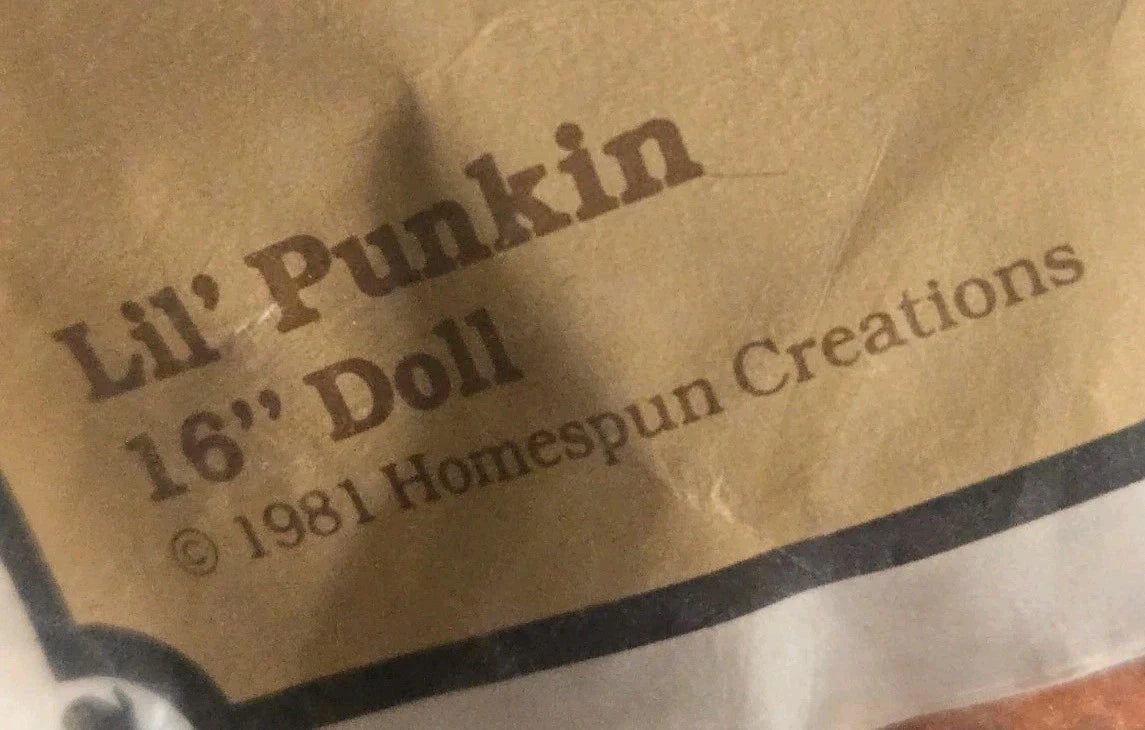 Lil’ Punkin
16” Doll
© 1981 Homespun Creations